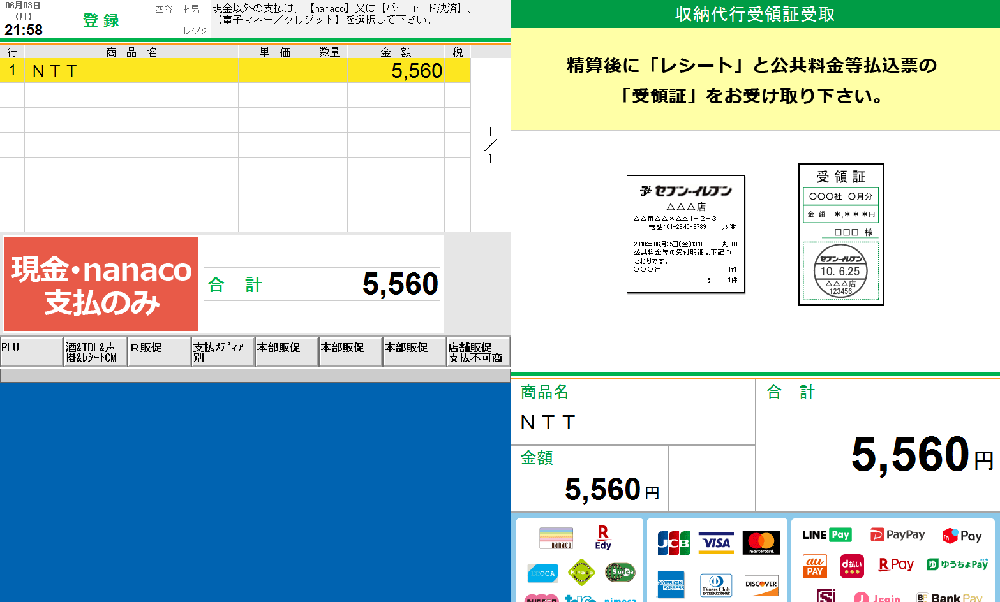 06月03日
(月)
21:58
登録
四谷　七男
レジ2
現金以外の支払は、【nanaco】又は【バーコード決済】、
【電子マネー／クレジット】を選択して下さい。
行 商品名 単価 数量 金額 税
1 ＮＴＴ 5,560
1
／
1
現金・nanaco
支払のみ
合計 5,560
PLU
酒&TDL&声
掛&ﾚｼｰﾄCM
Ｒ販促
支払ﾒﾃﾞｨｱ
別
本部販促
本部販促
本部販促
店舗販促
支払不可商
収納代行受領証受取
精算後に「レシート」と公共料金等払込票の
「受領証」をお受け取り下さい。
セブン-イレブン
△△△店
△△市△△区△△1－2－3
電話:01-2345-6789 ﾚｼﾞ#1
2010年06月25日(金)13:00 責001
公共料金等の受付明細は下記の
とおりです。
〇〇〇社 1件
計 1件
受領証
〇〇〇社 〇月分
金額 ＊,＊＊＊円
□□□ 様
セブン-イレブン
10. 6.25
△△△店
123456
商品名
ＮＴＴ
金額
5,560円
合計
5,560円
nanaco
R Edy
ICOCA
Kitaca
Suica
SUGOCA
nimoca
JCB
VISA
mastercard.
AMERICAN EXPRESS
Diners Club INTERNATIONAL
DISCOVER
LINE Pay
PayPay
m Pay
au PAY
d払い
R Pay
ゆうちょPay
Jcoin
BP Bank Pay